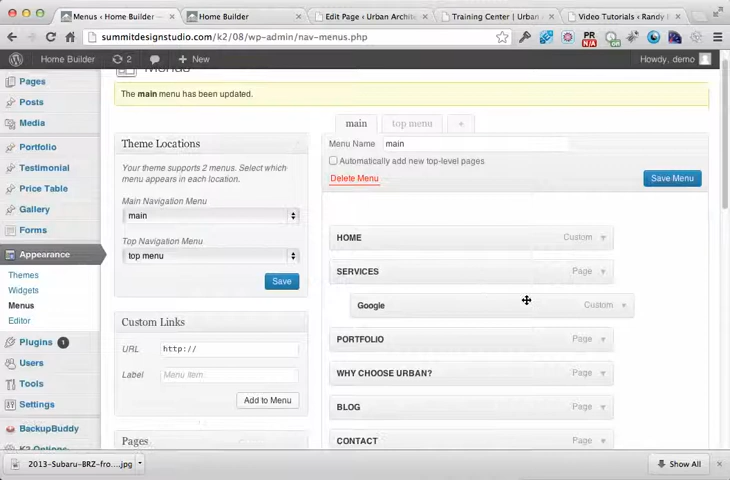 Menus ‹ Home Builder
Home Builder
Edit Page ‹ Urban Archite
Training Center | Urban
Video Tutorials ‹ Randy
summitdesignstudio.com/k2/08/wp-admin/nav-menus.php
PR
N/A
Home Builder
2
+ New
Howdy, demo
Menus
Pages
Posts
Media
Portfolio
Testimonial
Price Table
Gallery
Forms
Appearance
Themes
Widgets
Menus
Editor
Plugins 1
Users
Tools
Settings
BackupBuddy
The main menu has been updated.
Theme Locations
Your theme supports 2 menus. Select which
menu appears in each location.
Main Navigation Menu
main
Top Navigation Menu
top menu
Save
Custom Links
URL http://
Label Menu Item
Add to Menu
Pages
main top menu +
Menu Name main
Automatically add new top-level pages
Delete Menu
Save Menu
HOME Custom
SERVICES Page
Google Custom
PORTFOLIO Page
WHY CHOOSE URBAN? Page
BLOG Page
CONTACT Page
2013-Subaru-BRZ-fro....jpg
Show All